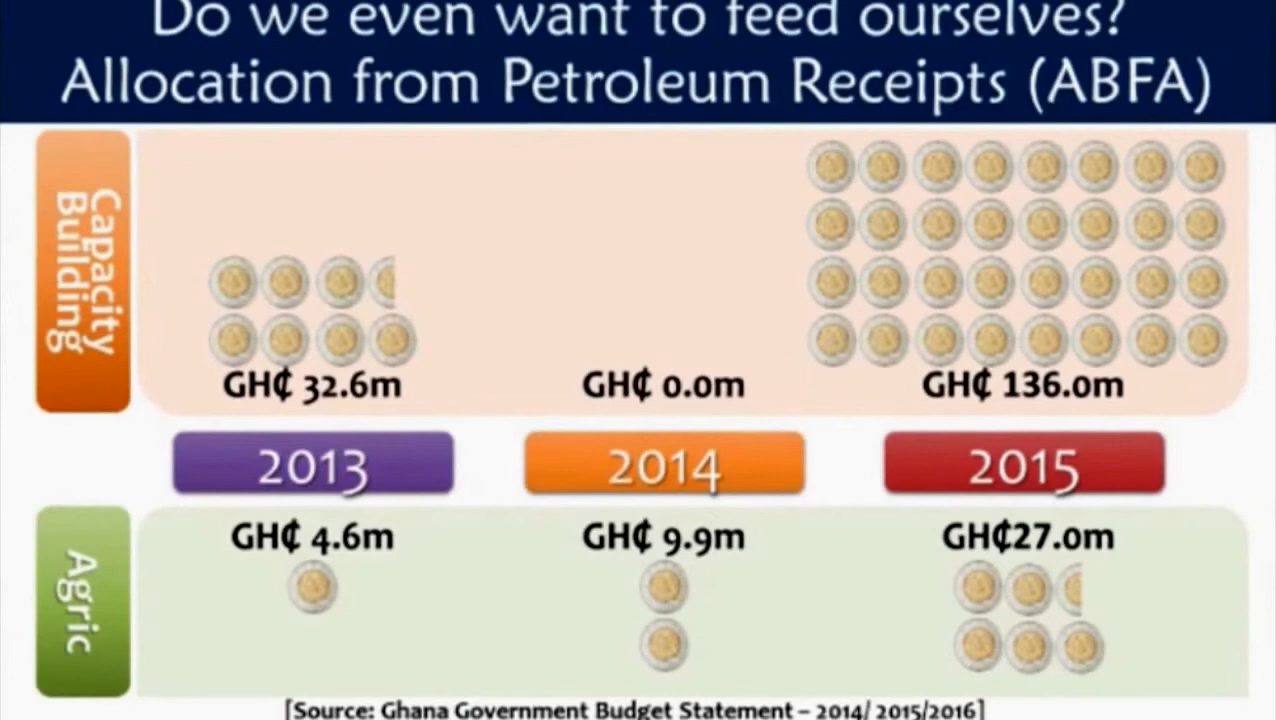 Do we even want to feed ourselves?
Allocation from Petroleum Receipts (ABFA)
Capacity
Building
GH₵ 32.6m
GH₵ 0.0m
GH₵ 136.0m
2013
2014
2015
Agric
GH₵ 4.6m
GH₵ 9.9m
GH₵27.0m
[Source: Ghana Government Budget Statement – 2014/ 2015/2016]